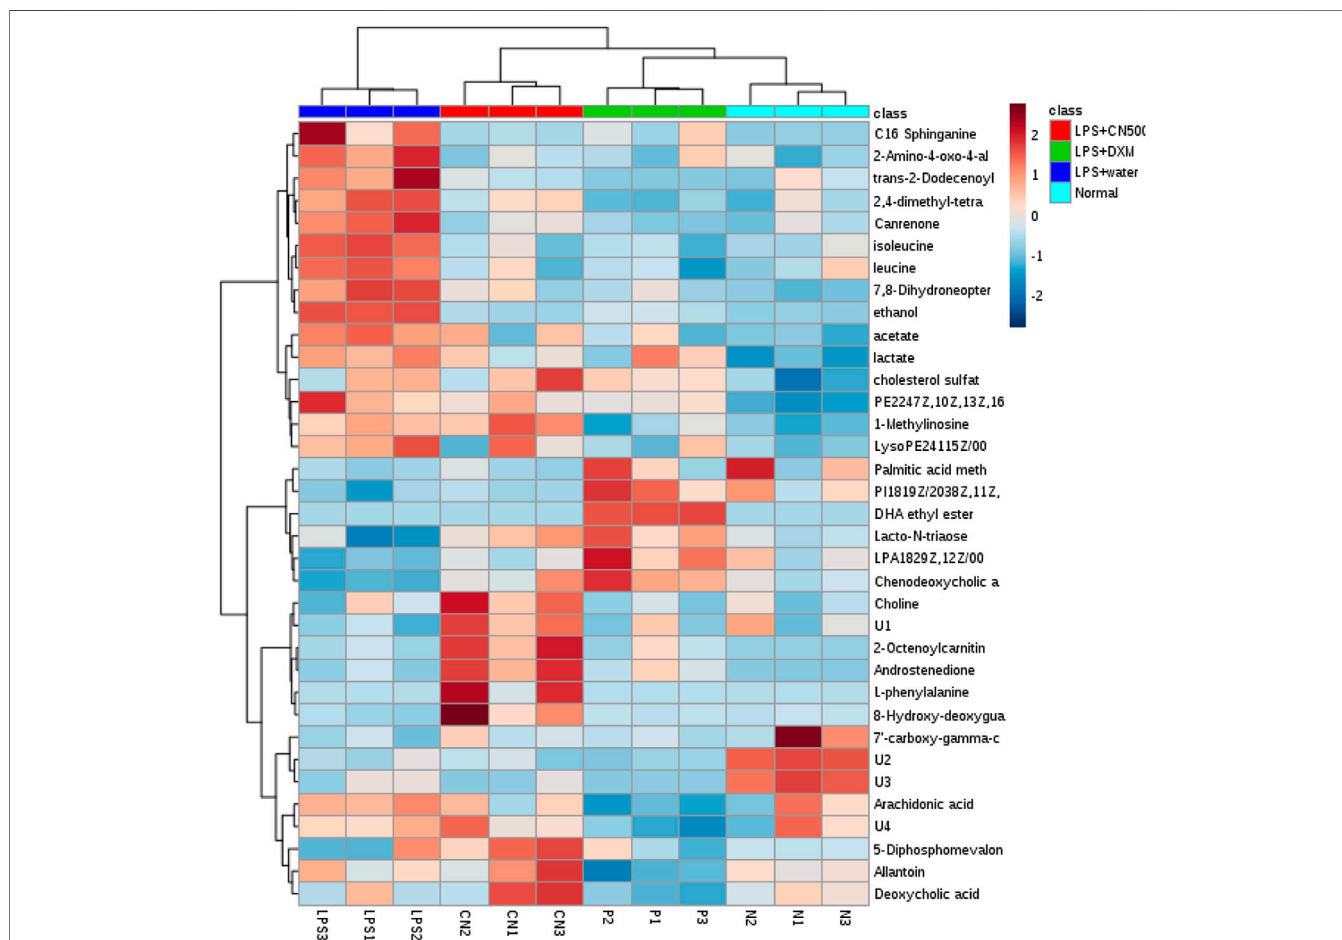 class
C16 Sphinganine
2-Amino-4-oxo-4-al
trans-2-Dodecenoyl
2,4-dimethyl-tetra
Canrenone
isoleucine
leucine
7,8-Dihydroneopter
ethanol
acetate
lactate
cholesterol sulfat
PE2247Z,10Z,13Z,16
1-Methylinosine
LysoPE24115Z/00
Palmitic acid meth
PI1819Z/2038Z,11Z,
DHA ethyl ester
Lacto-N-triaose
LPA1829Z,12Z/00
Chenodeoxycholic a
Choline
U1
2-Octenoylcarnitin
Androstenedione
L-phenylalanine
8-Hydroxy-deoxygua
7'-carboxy-gamma-c
U2
U3
Arachidonic acid
U4
5-Diphosphomevalon
Allantoin
Deoxycholic acid
LPS3 LPS1 LPS2 CN2 CN1 CN3 P2 P1 P3 N2 N1 N3
2
1
0
-1
-2
class
LPS+CN500
LPS+DXM
LPS+water
Normal